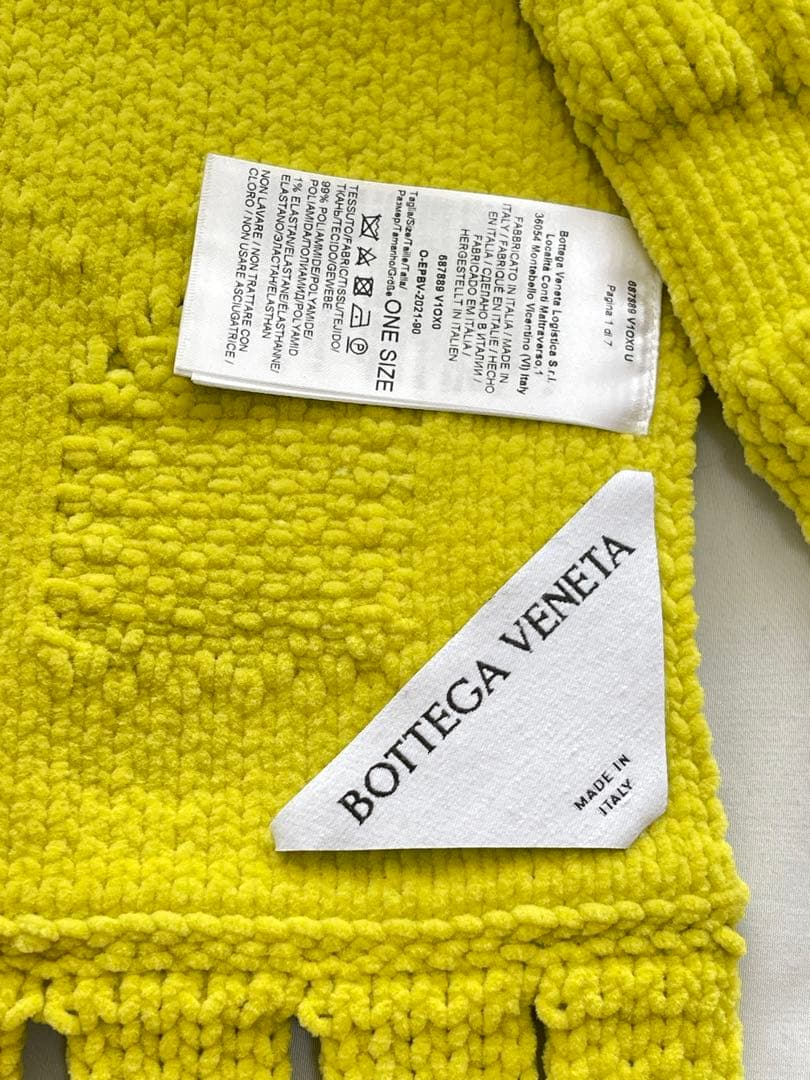 687889 V1OX0 U
Pagina 1 di 7
Bottega Veneta Logistica S.r.l.
Località Conti Maltraverso,1
36054 Montebello Vicentino (VI) Italy
FABBRICATO IN ITALIA / MADE IN
ITALY / FABRIQUÉ EN ITALIE / HECHO
EN ITALIA / СДЕЛАНО В ИТАЛИИ /
FABRICADO EM ITÁLIA /
HERGESTELLT IN ITALIEN
687889 V1OX0
O-EPBV-2021-90
Taglia/Size/Taille/Talla/
Размер/Tamanho/Größe ONE SIZE
TESSUTO/FABRIC/TISSU/TEJIDO/
ТКАНЬ/TECIDO/GEWEBE
99% POLIAMMIDE/POLYAMIDE/
POLIAMIDA/ПОЛИАМИД/POLYAMID
1% ELASTAN/ELASTANE/ÉLASTHANNE/
ELASTANO/ЭЛАСТАН/ELASTHAN
NON LAVARE / NON TRATTARE CON
CLORO / NON USARE ASCIUGATRICE /
BOTTEGA VENETA
MADE IN
ITALY